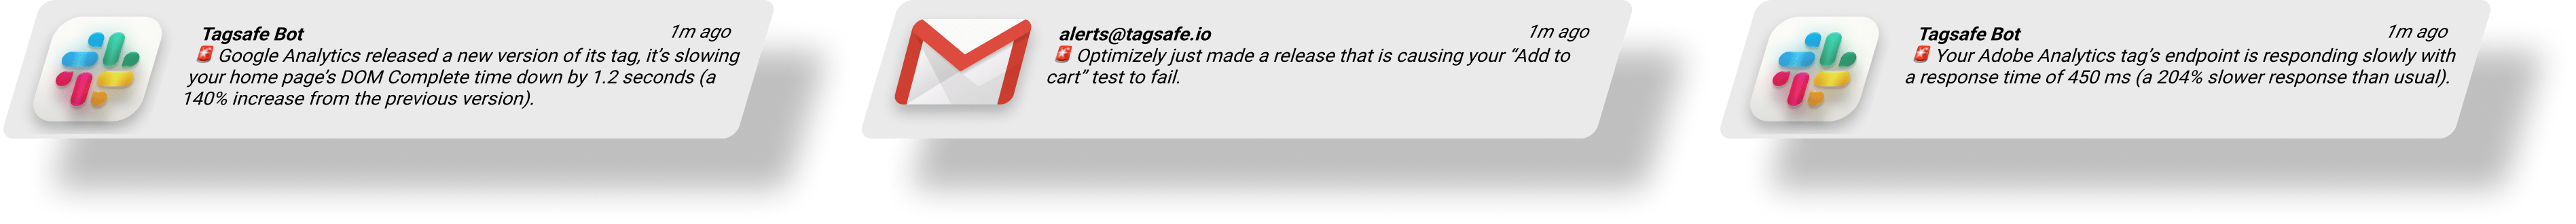 Tagsafe Bot 1m ago
🚨 Google Analytics released a new version of its tag, it’s slowing
your home page’s DOM Complete time down by 1.2 seconds (a
140% increase from the previous version).
alerts@tagsafe.io 1m ago
🚨 Optimizely just made a release that is causing your “Add to
cart” test to fail.
Tagsafe Bot 1m ago
🚨 Your Adobe Analytics tag’s endpoint is responding slowly with
a response time of 450 ms (a 204% slower response than usual).